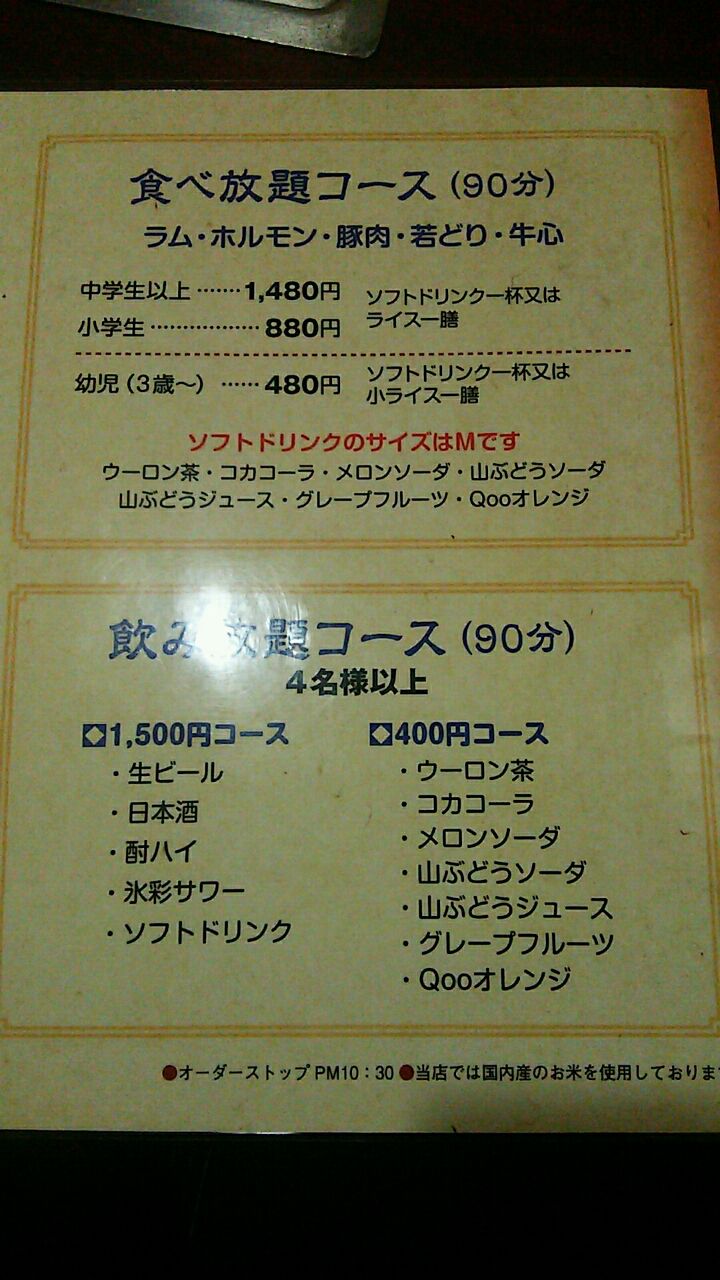 食べ放題コース(90分)
ラム・ホルモン・豚肉・若どり・牛心
中学生以上……1,480円 ソフトドリンク一杯又は
ライス一膳
小学生……………880円
幼児(3歳〜)……480円 ソフトドリンク一杯又は
小ライス一膳
ソフトドリンクのサイズはMです
ウーロン茶・コカコーラ・メロンソーダ・山ぶどうソーダ
山ぶどうジュース・グレープフルーツ・Qooオレンジ
飲み放題コース(90分)
4名様以上
1,500円コース
・生ビール
・日本酒
・酎ハイ
・氷彩サワー
・ソフトドリンク
400円コース
・ウーロン茶
・コカコーラ
・メロンソーダ
・山ぶどうソーダ
・山ぶどうジュース
・グレープフルーツ
・Qooオレンジ
●オーダーストップ PM10:30 ●当店では国内産のお米を使用しておりま